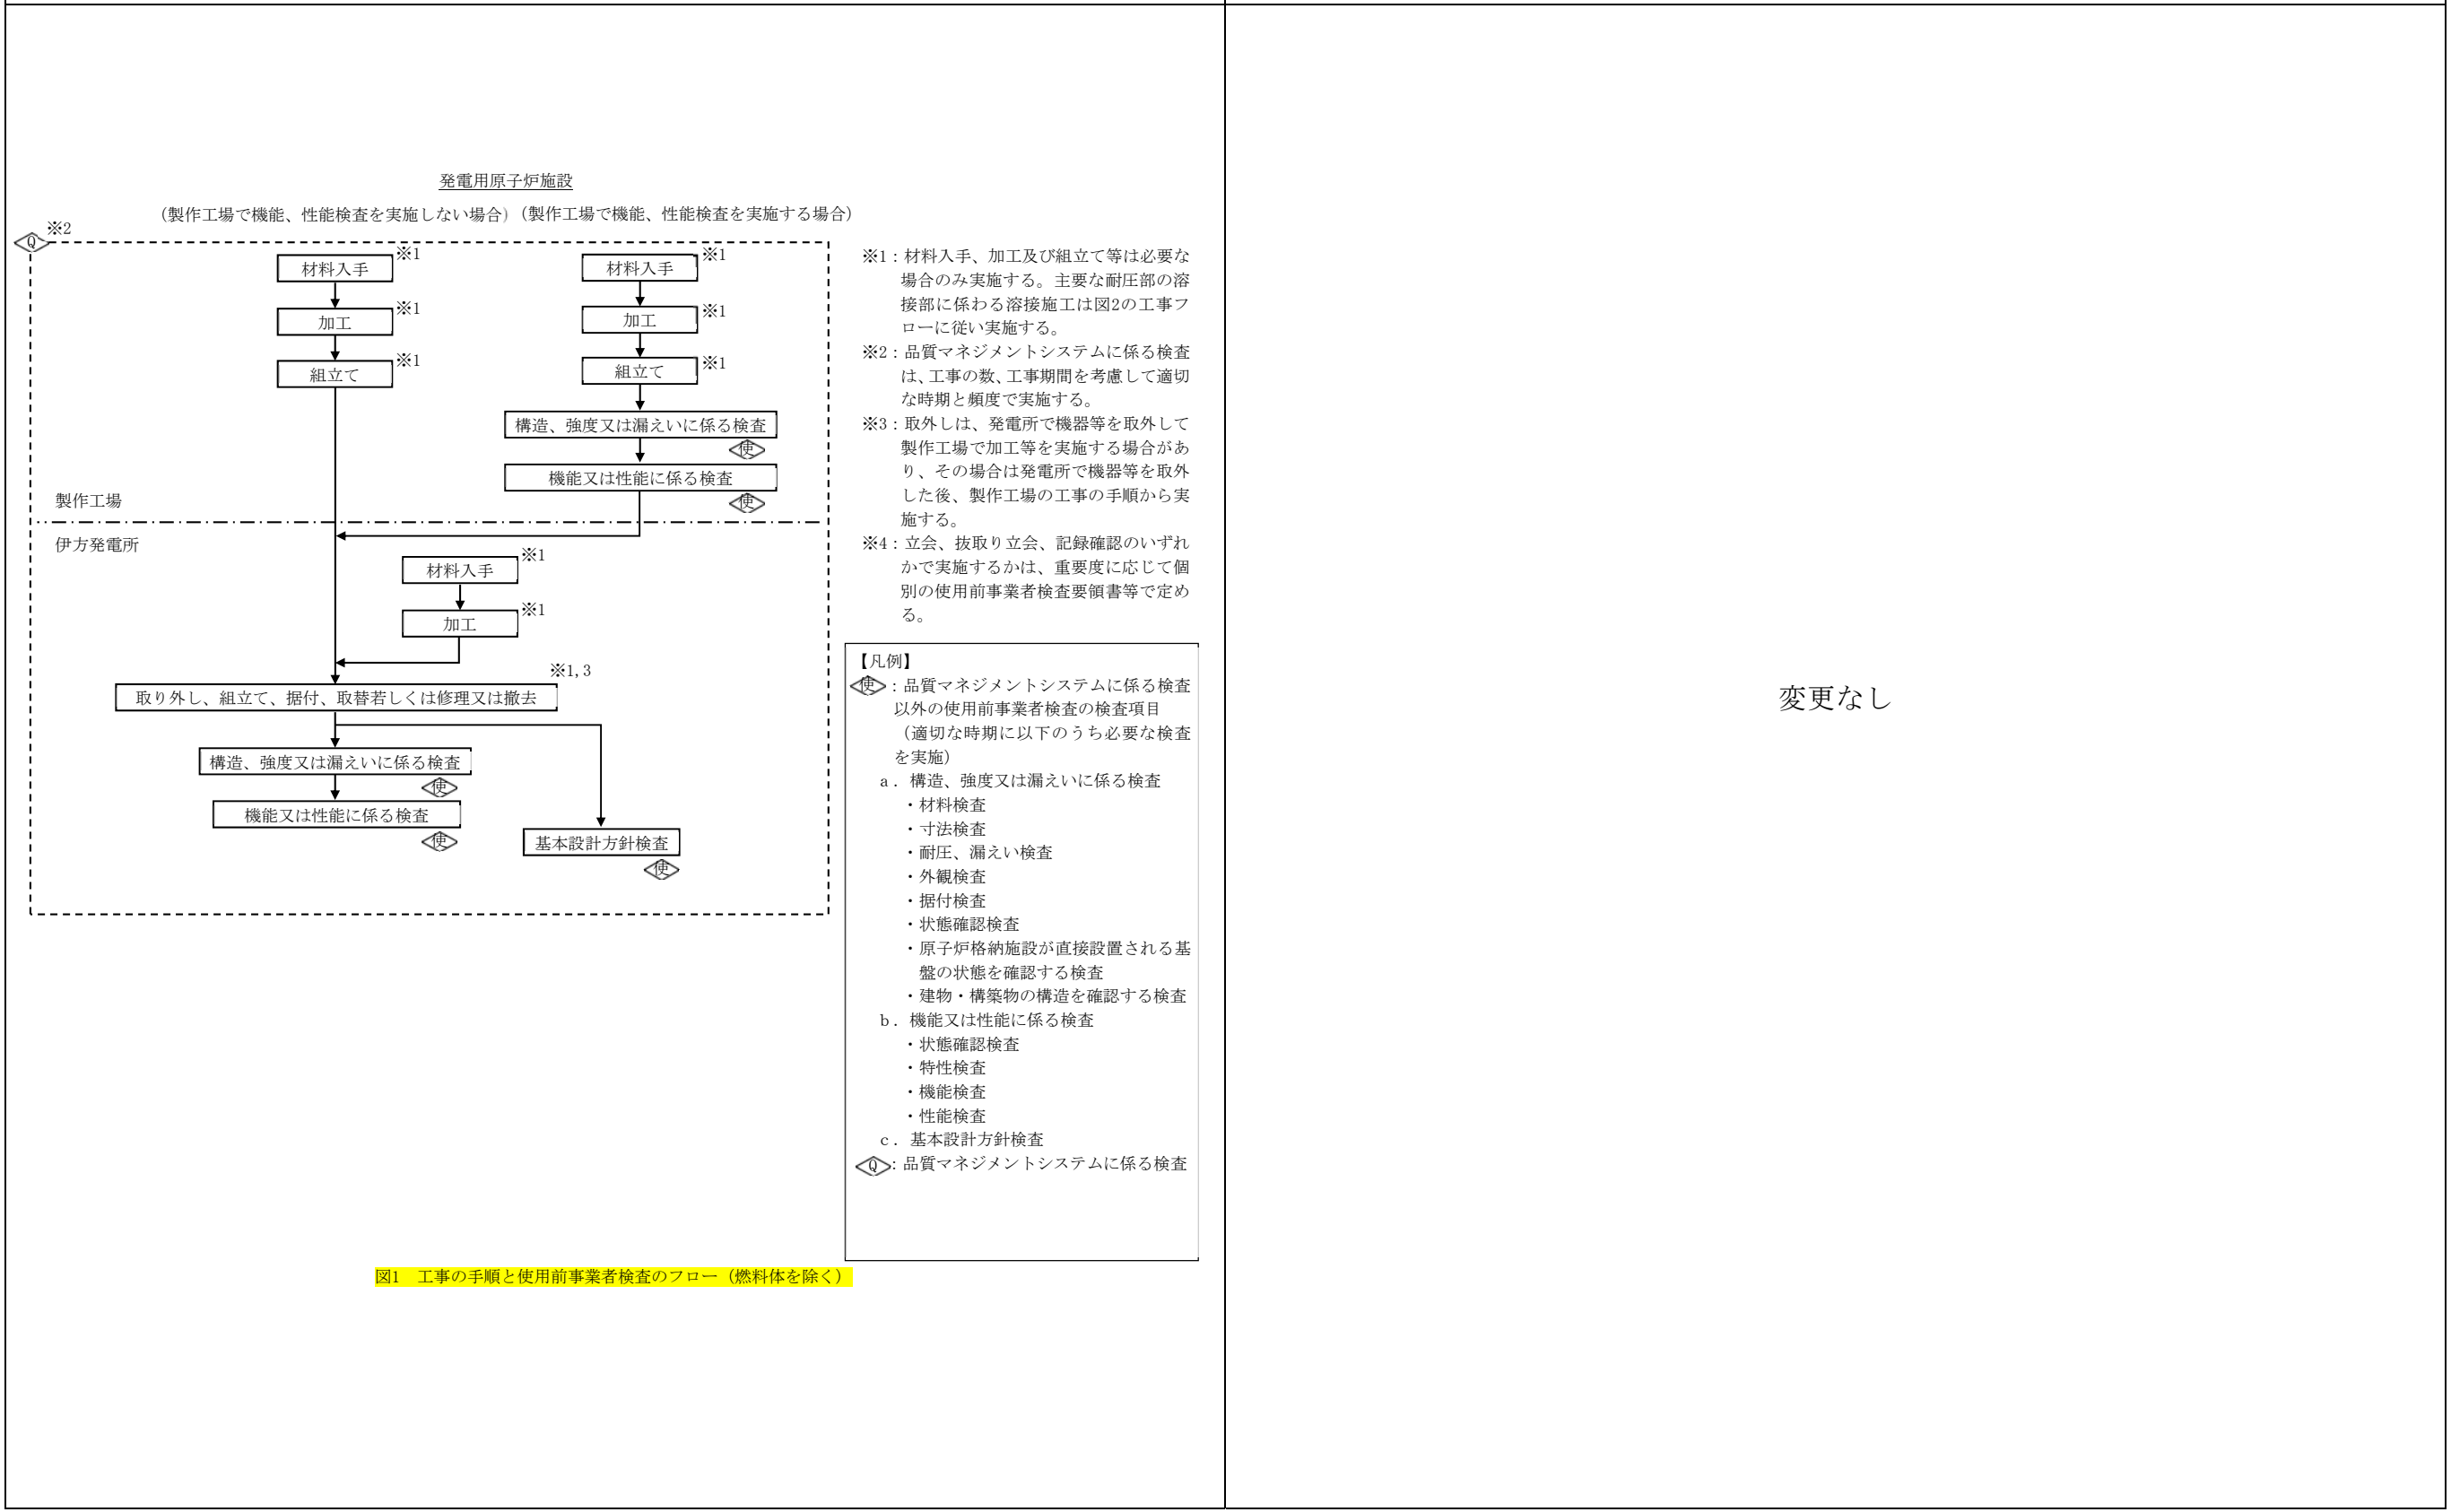 発電用原子炉施設
（製作工場で機能、性能検査を実施しない場合）（製作工場で機能、性能検査を実施する場合）
Q ※2
材料入手 ※1
加工 ※1
組立て ※1
材料入手 ※1
加工 ※1
組立て ※1
構造、強度又は漏えいに係る検査
使
機能又は性能に係る検査
使
製作工場
伊方発電所
材料入手 ※1
加工 ※1
※1,3
取り外し、組立て、据付、取替若しくは修理又は撤去
構造、強度又は漏えいに係る検査
使
機能又は性能に係る検査
使
基本設計方針検査
使
※1：材料入手、加工及び組立て等は必要な
場合のみ実施する。主要な耐圧部の溶
接部に係わる溶接施工は図2の工事フ
ローに従い実施する。
※2：品質マネジメントシステムに係る検査
は、工事の数、工事期間を考慮して適切
な時期と頻度で実施する。
※3：取外しは、発電所で機器等を取外して
製作工場で加工等を実施する場合があ
り、その場合は発電所で機器等を取外
した後、製作工場の工事の手順から実
施する。
※4：立会、抜取り立会、記録確認のいずれ
かで実施するかは、重要度に応じて個
別の使用前事業者検査要領書等で定め
る。
【凡例】
使：品質マネジメントシステムに係る検査
以外の使用前事業者検査の検査項目
（適切な時期に以下のうち必要な検査
を実施）
a．構造、強度又は漏えいに係る検査
・材料検査
・寸法検査
・耐圧、漏えい検査
・外観検査
・据付検査
・状態確認検査
・原子炉格納施設が直接設置される基
盤の状態を確認する検査
・建物・構築物の構造を確認する検査
b．機能又は性能に係る検査
・状態確認検査
・特性検査
・機能検査
・性能検査
c．基本設計方針検査
Q：品質マネジメントシステムに係る検査
図1　工事の手順と使用前事業者検査のフロー（燃料体を除く）
変更なし